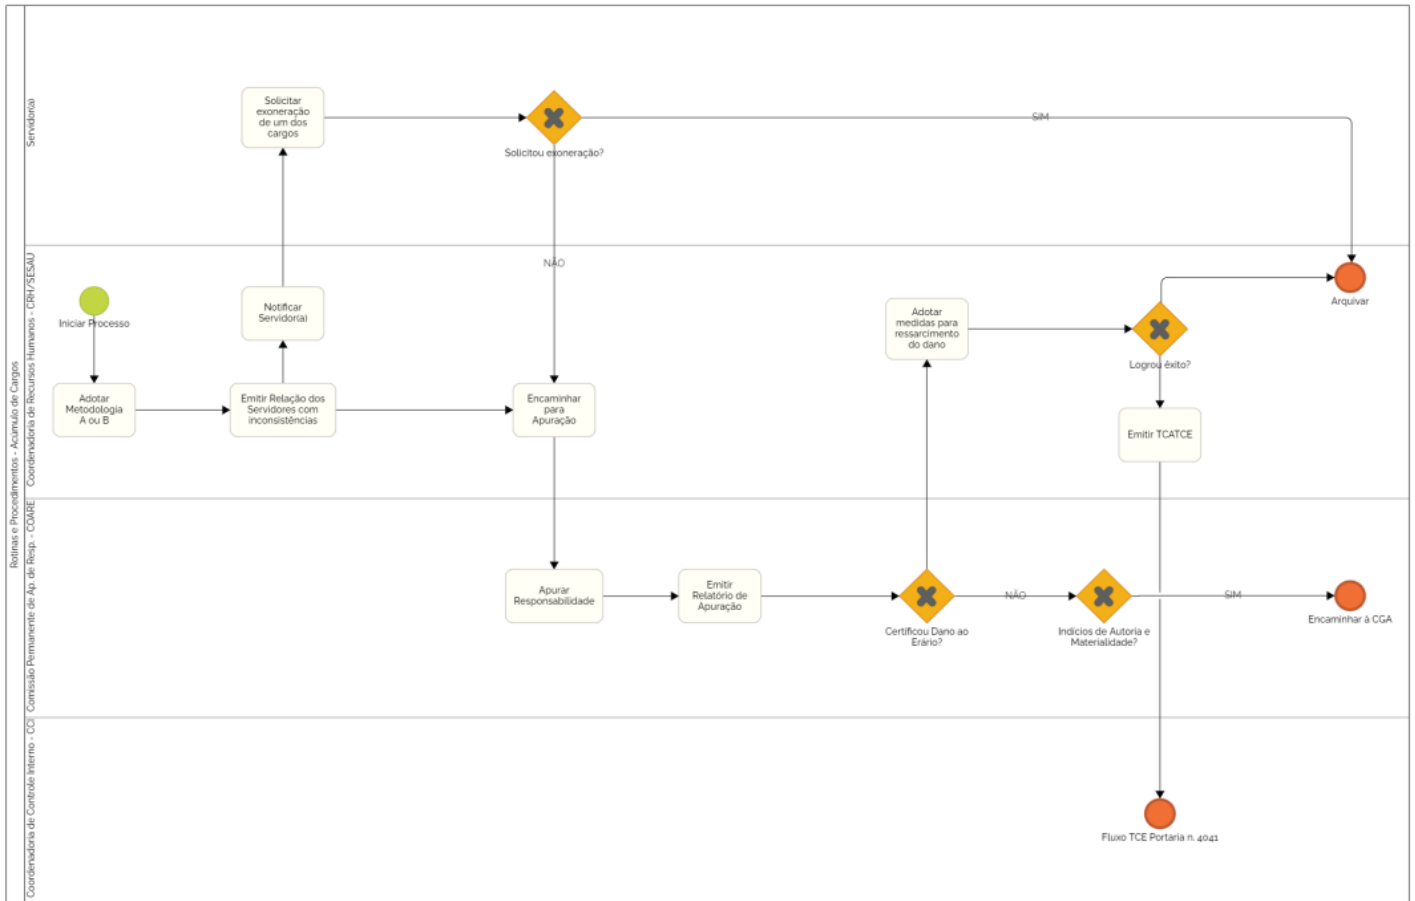 Rotinas e Procedimentos - Acúmulo de Cargos
Servidor(a)
Solicitar
exoneração
de um dos
cargos
Solicitou exoneração?
SIM
NÃO
Coordenadoria de Recursos Humanos - CRH/SESAU
Iniciar Processo
Notificar
Servidor(a)
Adotar
Metodologia
A ou B
Emitir Relação dos
Servidores com
inconsistências
Encaminhar
para
Apuração
Adotar
medidas para
ressarcimento
do dano
Logrou êxito?
Arquivar
Emitir TCATCE
Comissão Permanente de Ap. de Resp. - COARE
Apurar
Responsabilidade
Emitir
Relatório de
Apuração
Certificou Dano ao
Erário?
NÃO
Indícios de Autoria e
Materialidade?
SIM
Encaminhar à CGA
Coordenadoria de Controle Interno - CCI
Fluxo TCE Portaria n. 4041